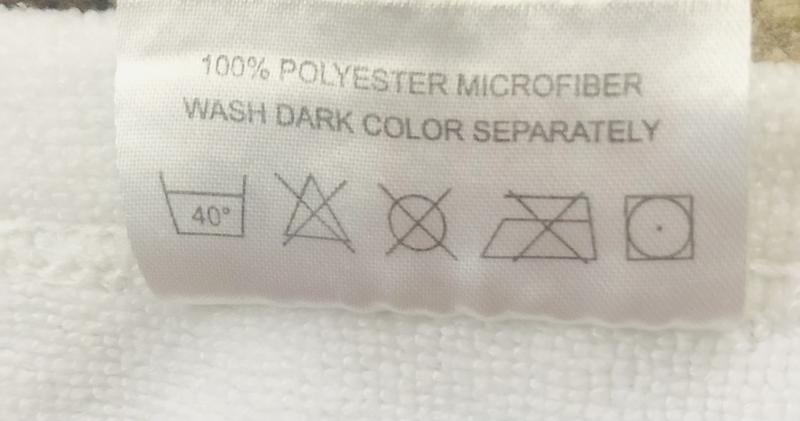 100% POLYESTER MICROFIBER
WASH DARK COLOR SEPARATELY
40°